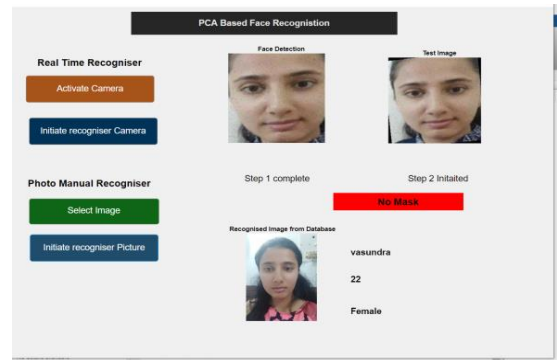 PCA Based Face Recognistion
Real Time Recogniser
Activate Camera
Initiate recogniser Camera
Photo Manual Recogniser
Select Image
Initiate recogniser Picture
Face Detection
Test Image
Step 1 complete
Step 2 Initaited
No Mask
Recognised Image from Database
vasundra
22
Female